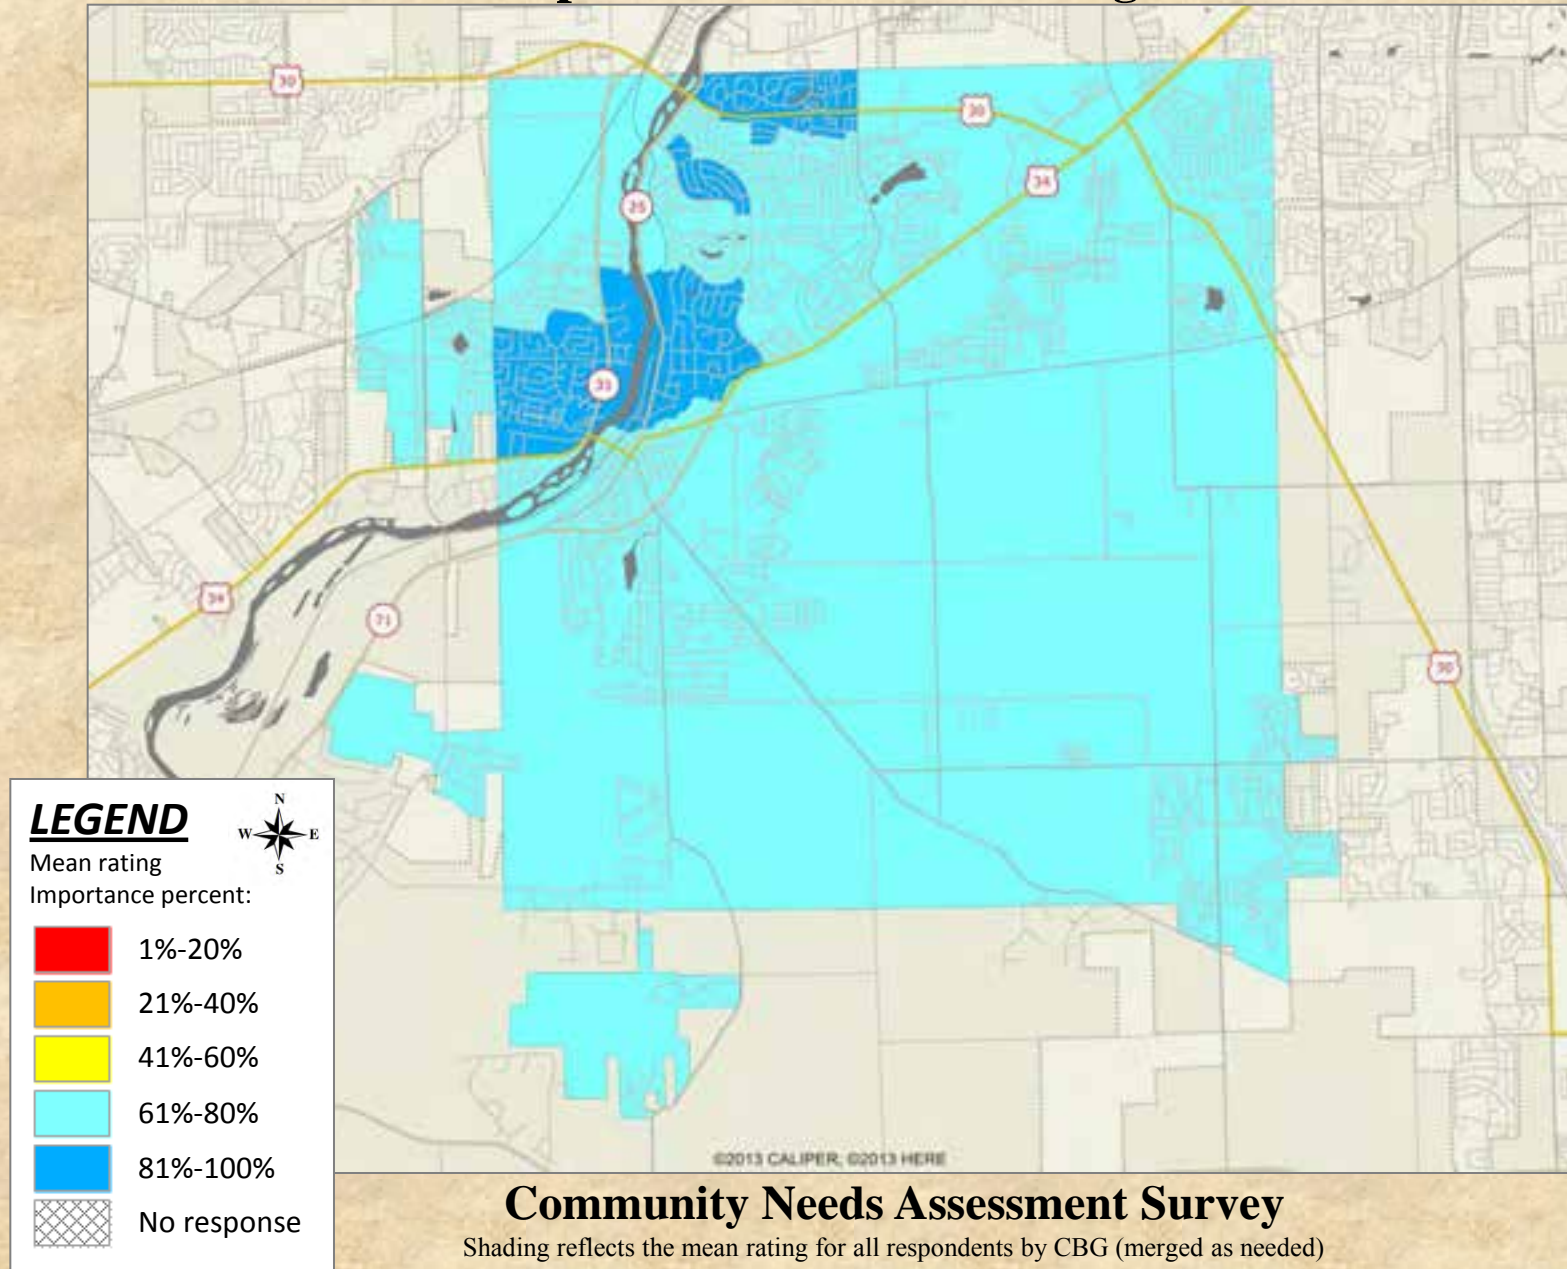 30
30
34
25
31
34
71
30
LEGEND
N
W E
S
Mean rating
Importance percent:
1%-20%
21%-40%
41%-60%
61%-80%
81%-100%
No response
©2013 CALIPER, ©2013 HERE
Community Needs Assessment Survey
Shading reflects the mean rating for all respondents by CBG (merged as needed)